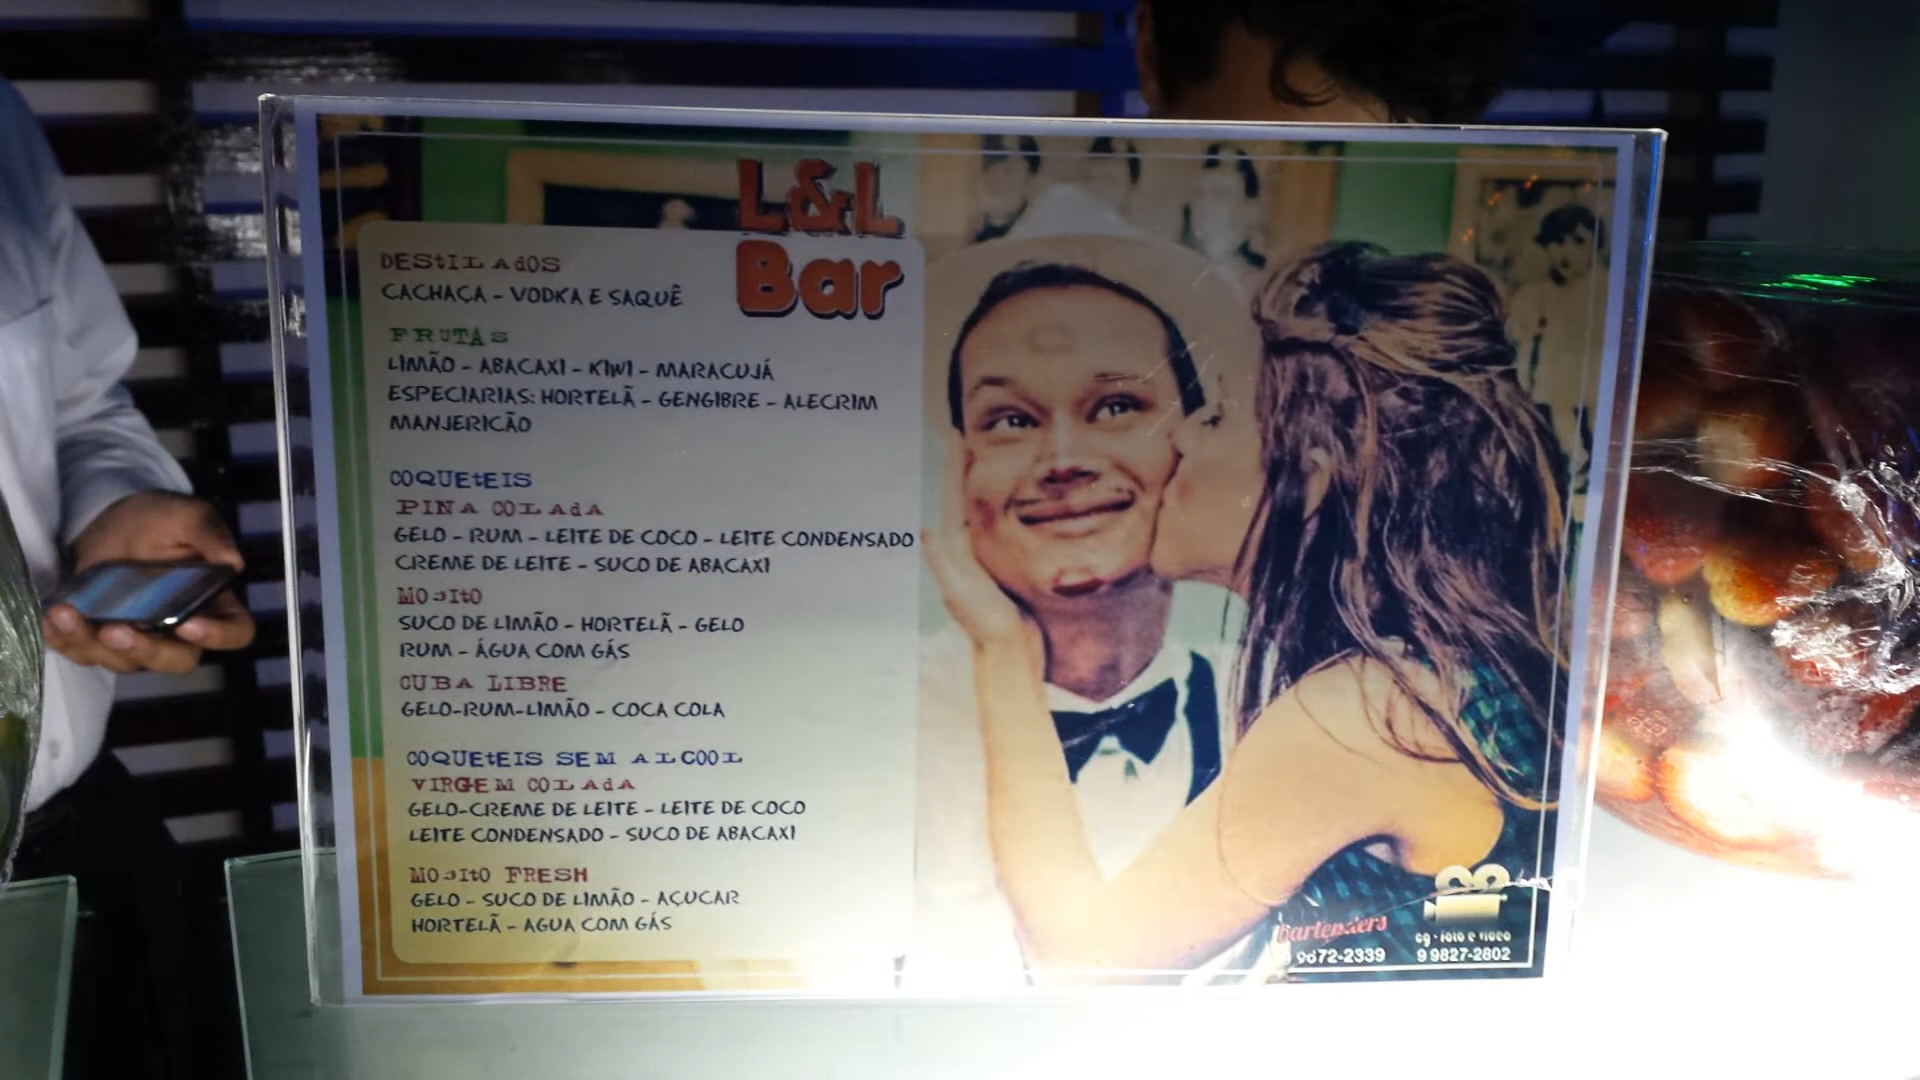 L&L
Bar
DESTILADOS
CACHAÇA - VODKA E SAQUÊ
FRUTAS
LIMÃO - ABACAXI - KIWI - MARACUJÁ
ESPECIARIAS: HORTELÃ - GENGIBRE - ALECRIM
MANJERICÃO
COQUETEIS
PINA COLADA
GELO - RUM - LEITE DE COCO - LEITE CONDENSADO
CREME DE LEITE - SUCO DE ABACAXI
MOJITO
SUCO DE LIMÃO - HORTELÃ - GELO
RUM - ÁGUA COM GÁS
CUBA LIBRE
GELO-RUM-LIMÃO - COCA COLA
COQUETEIS SEM ALCOOL
VIRGEM COLADA
GELO-CREME DE LEITE - LEITE DE COCO
LEITE CONDENSADO - SUCO DE ABACAXI
MOJITO FRESH
GELO - SUCO DE LIMÃO - AÇUCAR
HORTELÃ - AGUA COM GÁS
bartenders
9672-2339
cg - foto e vídeo
9 9827-2802